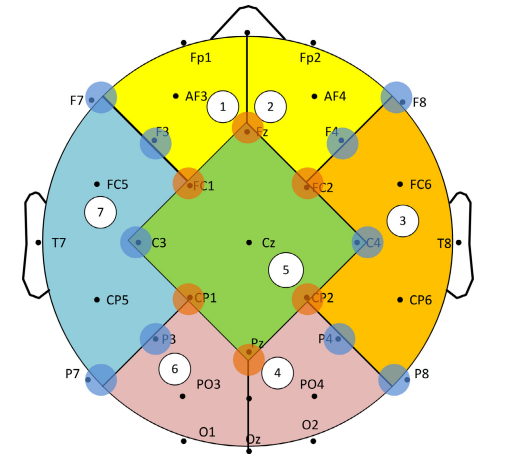 Fp1 Fp2
F7 AF3 1 2 AF4 F8
F3 Fz F4
FC5 FC1 FC2 FC6
7 3
T7 C3 Cz C4 T8
5
CP5 CP1 CP2 CP6
P3 Pz P4
P7 6 4 P8
PO3 PO4
O1 Oz O2